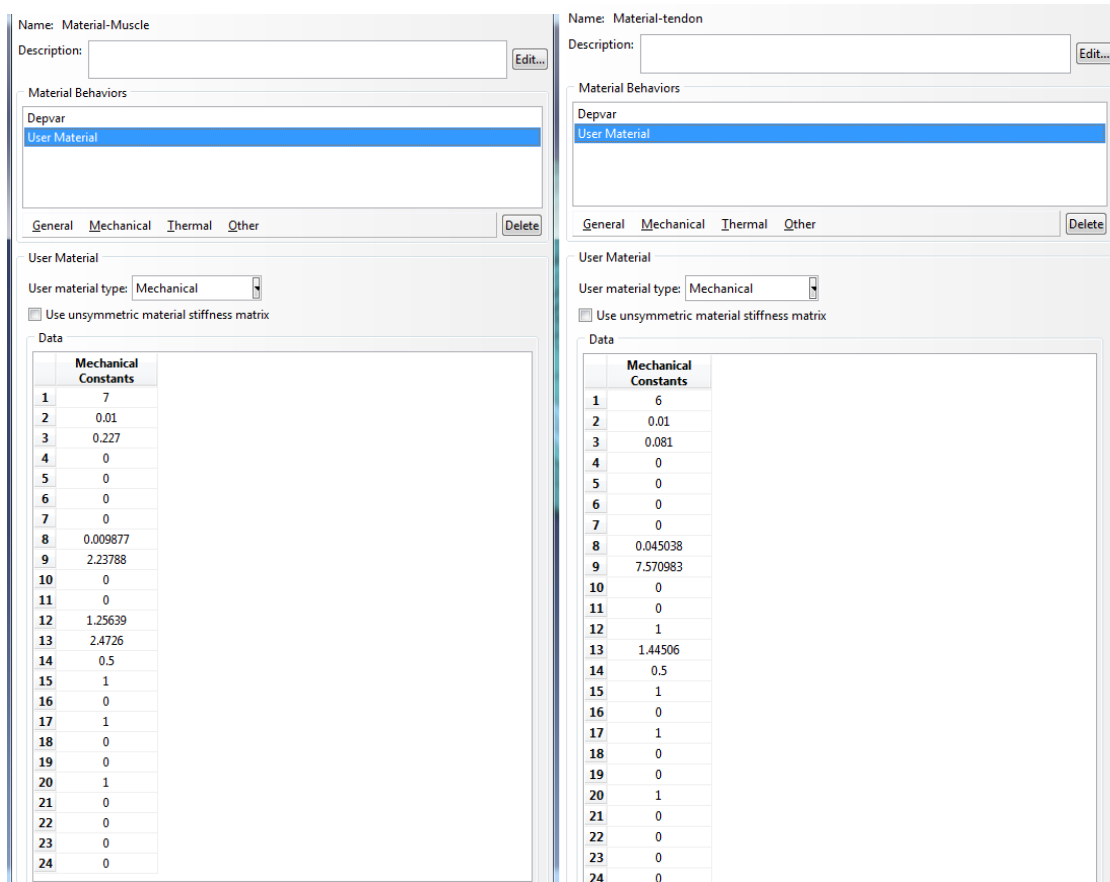 Name: Material-Muscle
Description:
Edit...
Material Behaviors
Depvar
User Material
General Mechanical Thermal Other
Delete
User Material
User material type: Mechanical
Use unsymmetric material stiffness matrix
Data
Mechanical
Constants
1 7
2 0.01
3 0.227
4 0
5 0
6 0
7 0
8 0.009877
9 2.23788
10 0
11 0
12 1.25639
13 2.4726
14 0.5
15 1
16 0
17 1
18 0
19 0
20 1
21 0
22 0
23 0
24 0
Name: Material-tendon
Description:
Edit...
Material Behaviors
Depvar
User Material
General Mechanical Thermal Other
Delete
User Material
User material type: Mechanical
Use unsymmetric material stiffness matrix
Data
Mechanical
Constants
1 6
2 0.01
3 0.081
4 0
5 0
6 0
7 0
8 0.045038
9 7.570983
10 0
11 0
12 1
13 1.44506
14 0.5
15 1
16 0
17 1
18 0
19 0
20 1
21 0
22 0
23 0
24 0